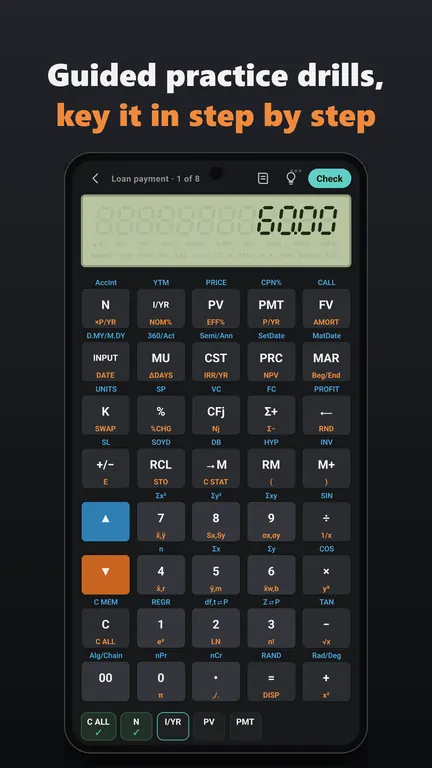 Guided practice drills,
key it in step by step
Loan payment · 1 of 8 Check
60.00
AccInt YTM PRICE CPN% CALL
N I/YR PV PMT FV
×P/YR NOM% EFF% P/YR AMORT
D.MY/M.DY 360/Act Semi/Ann SetDate MatDate
INPUT MU CST PRC MAR
DATE ΔDAYS IRR/YR NPV Beg/End
UNITS SP VC FC PROFIT
K % CFj Σ+ ←
SWAP %CHG Nj Σ− RND
SL SOYD DB HYP INV
+/− RCL →M RM M+
E STO C STAT ( )
Σx² Σy² Σxy SIN
▲ 7 8 9 ÷
x̄,ȳ Sx,Sy σx,σy 1/x
n Σx Σy COS
▼ 4 5 6 ×
x̂,r ŷ,m x̄w,b yˣ
C MEM REGR df,t⇄P Z⇄P TAN
C 1 2 3 −
C ALL eˣ LN n! √x
Alg/Chain nPr nCr RAND Rad/Deg
00 0 · = +
π ./, DISP x²
C ALL N I/YR PV PMT
✓ ✓